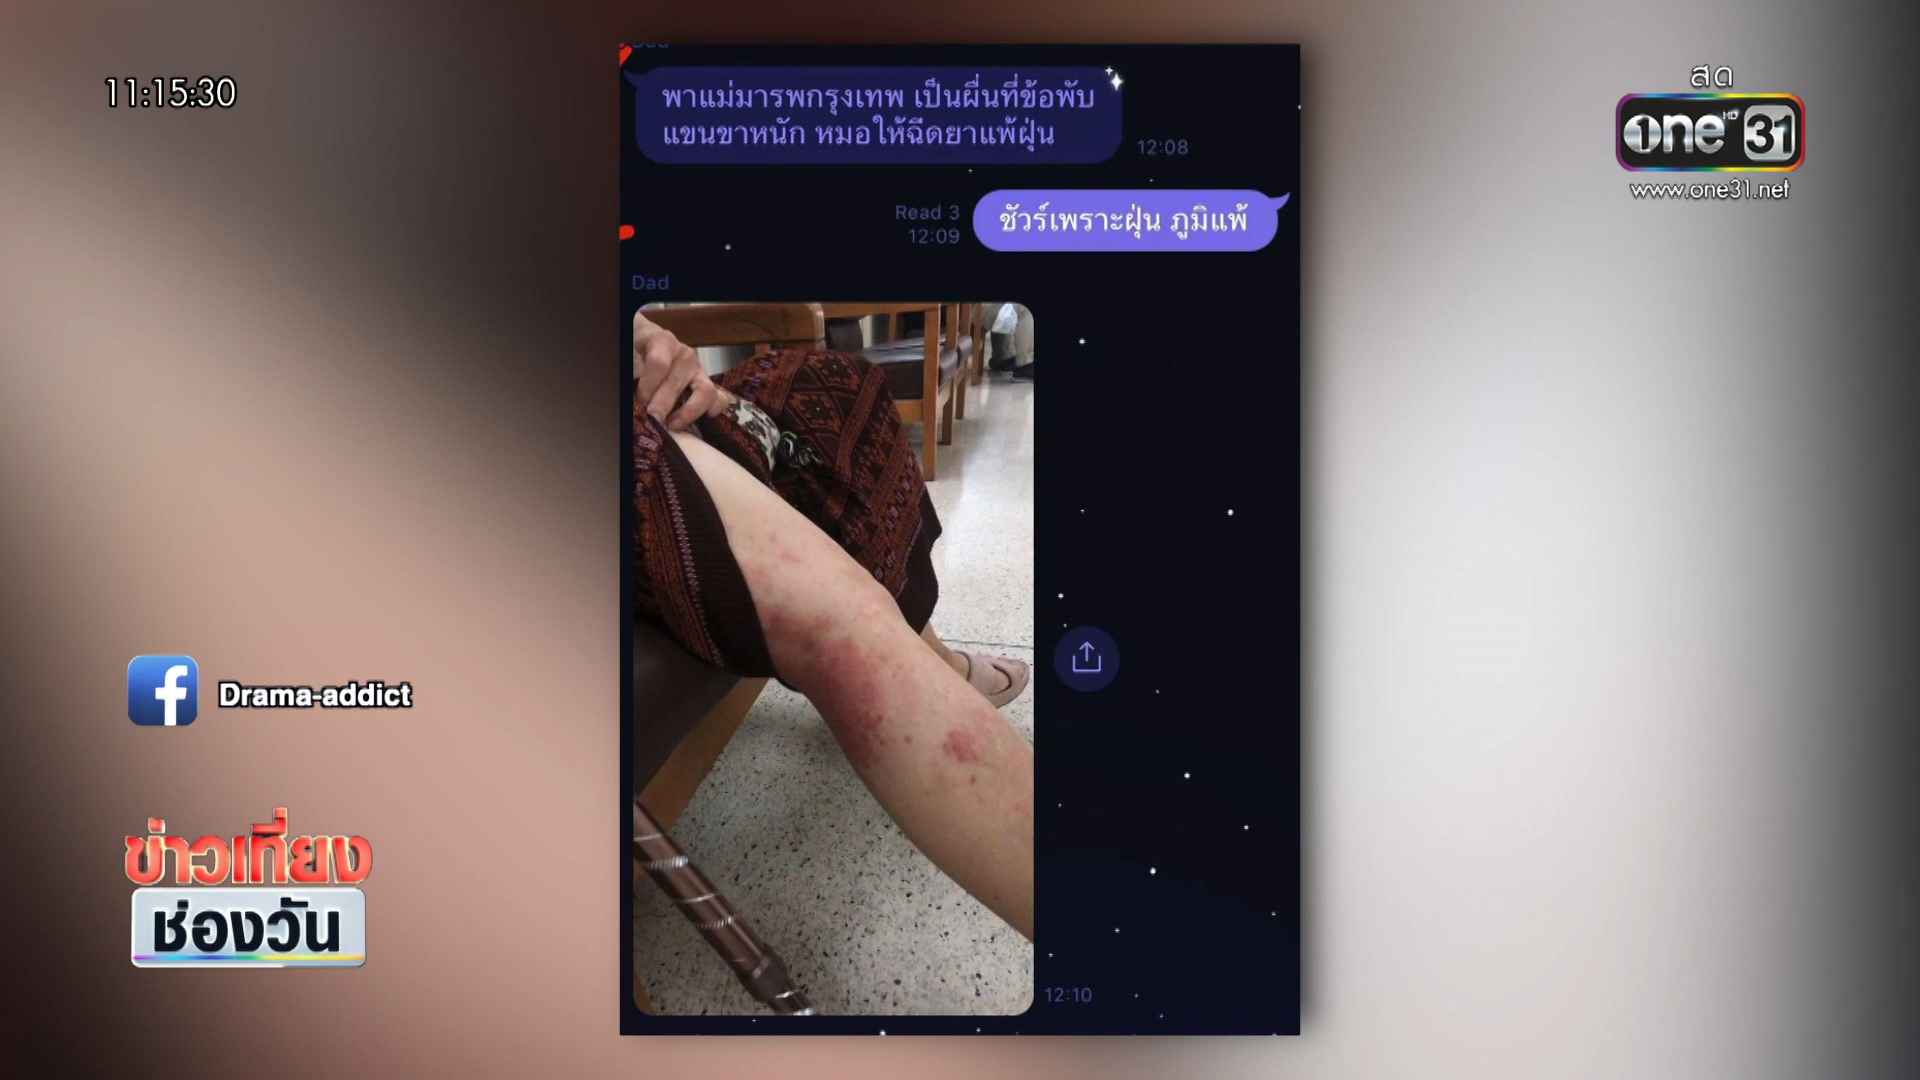 11:15:30
สด
one HD 31
www.one31.net
Dad
พาแม่มารพกรุงเทพ เป็นผื่นที่ข้อพับ
แขนขาหนัก หมอให้ฉีดยาแพ้ฝุ่น
12:08
Read 3
12:09
ชัวร์เพราะฝุ่น ภูมิแพ้
Dad
12:10
Drama-addict
ข่าวเที่ยง
ช่องวัน